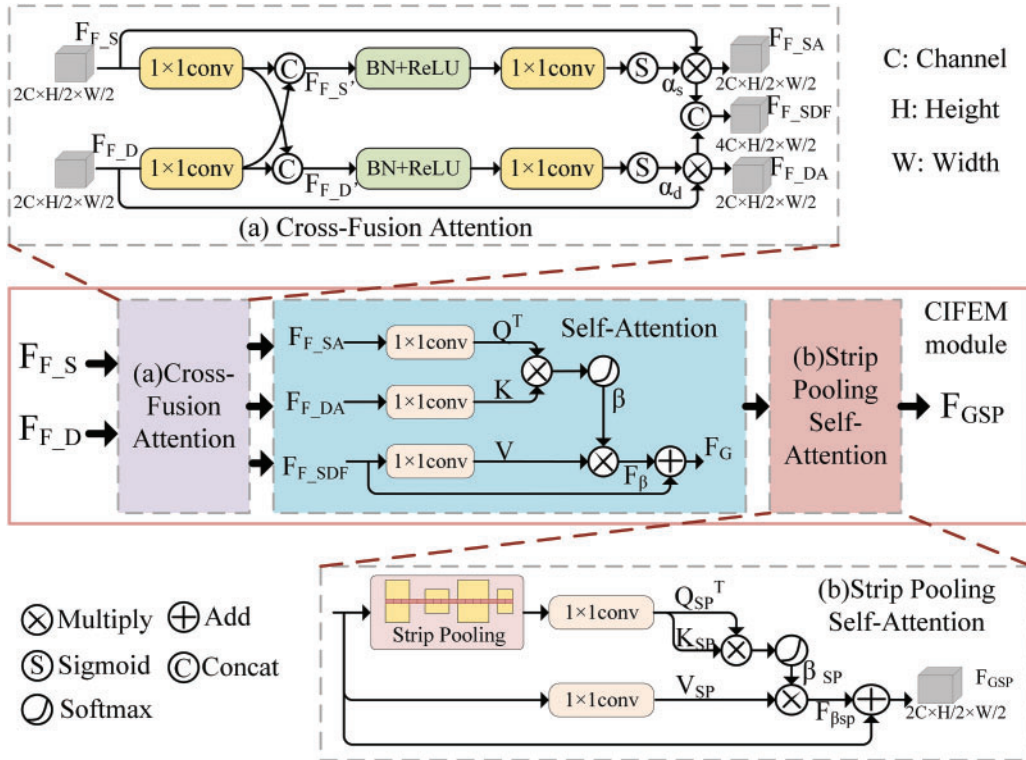 F_F_S
2C×H/2×W/2
1×1conv
C
F_F_S'
BN+ReLU
1×1conv
S
α_s
F_F_SA
2C×H/2×W/2
C
F_F_SDF
4C×H/2×W/2
F_F_D
2C×H/2×W/2
1×1conv
C
F_F_D'
BN+ReLU
1×1conv
S
α_d
F_F_DA
2C×H/2×W/2
(a) Cross-Fusion Attention
C: Channel
H: Height
W: Width
F_F_S
F_F_D
(a)Cross-
Fusion
Attention
F_F_SA
1×1conv
Q^T
Self-Attention
F_F_DA
1×1conv
K
β
F_F_SDF
1×1conv
V
F_β
F_G
(b)Strip
Pooling
Self-
Attention
CIFEM
module
F_GSP
Multiply
Add
S
Sigmoid
C
Concat
Softmax
Strip Pooling
1×1conv
Q_SP^T
K_SP
β_SP
(b)Strip Pooling
Self-Attention
1×1conv
V_SP
F_βsp
F_GSP
2C×H/2×W/2